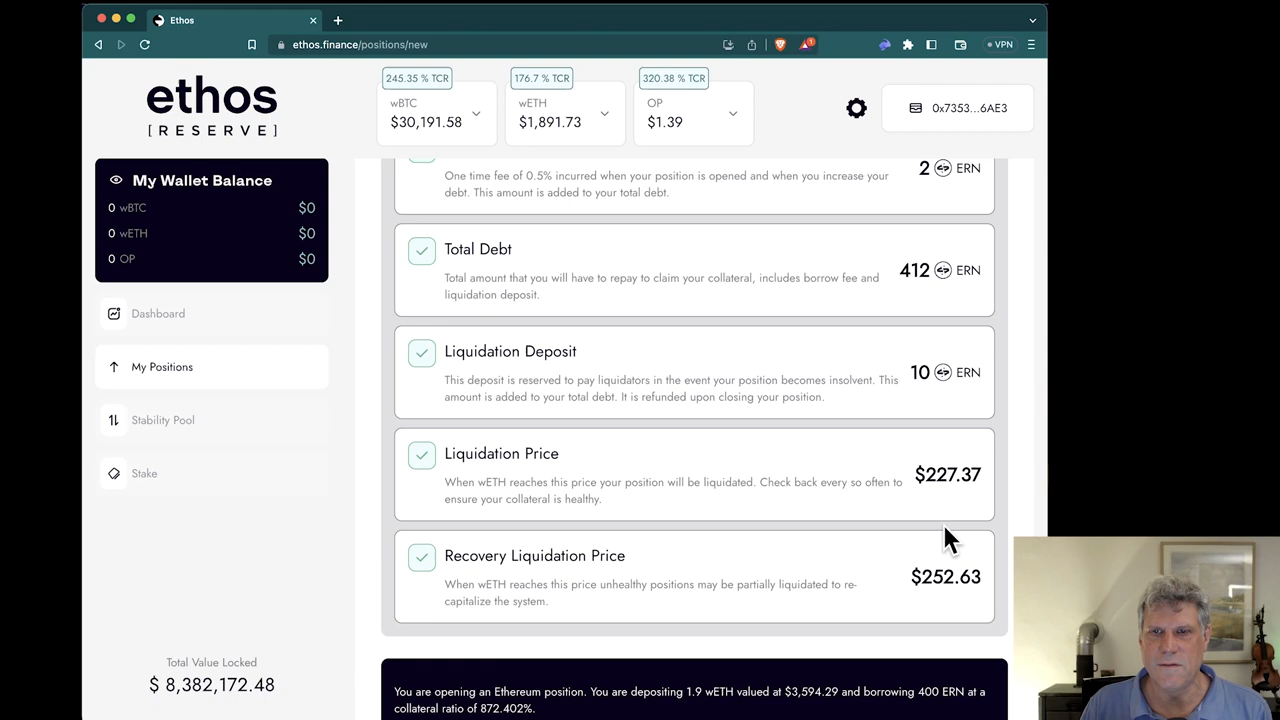 Ethos
ethos.finance/positions/new
VPN
ethos
[RESERVE]
245.35 % TCR
wBTC
$30,191.58
176.7 % TCR
wETH
$1,891.73
320.38 % TCR
OP
$1.39
0x7353...6AE3
My Wallet Balance
0 wBTC $0
0 wETH $0
0 OP $0
Dashboard
My Positions
Stability Pool
Stake
Total Value Locked
$ 8,382,172.48
One time fee of 0.5% incurred when your position is opened and when you increase your
debt. This amount is added to your total debt.
2 ERN
Total Debt
Total amount that you will have to repay to claim your collateral, includes borrow fee and
liquidation deposit.
412 ERN
Liquidation Deposit
This deposit is reserved to pay liquidators in the event your position becomes insolvent. This
amount is added to your total debt. It is refunded upon closing your position.
10 ERN
Liquidation Price
When wETH reaches this price your position will be liquidated. Check back every so often to
ensure your collateral is healthy.
$227.37
Recovery Liquidation Price
When wETH reaches this price unhealthy positions may be partially liquidated to re-
capitalize the system.
$252.63
You are opening an Ethereum position. You are depositing 1.9 wETH valued at $3,594.29 and borrowing 400 ERN at a
collateral ratio of 872.402%.